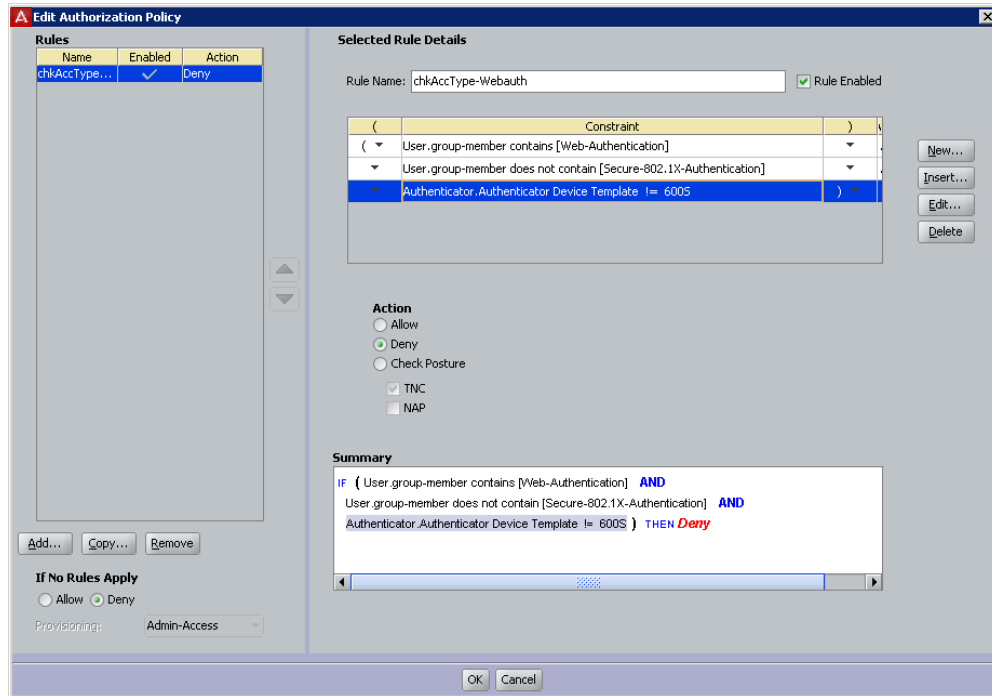 A Edit Authorization Policy
Rules
Name Enabled Action
chkAccType... Deny
Add... Copy... Remove
If No Rules Apply
Allow Deny
Provisioning: Admin-Access
Selected Rule Details
Rule Name: chkAccType-Webauth Rule Enabled
( Constraint )
( User.group-member contains [Web-Authentication]
User.group-member does not contain [Secure-802.1X-Authentication]
Authenticator.Authenticator Device Template != 600S )
New...
Insert...
Edit...
Delete
Action
Allow
Deny
Check Posture
TNC
NAP
Summary
IF ( User.group-member contains [Web-Authentication] AND
User.group-member does not contain [Secure-802.1X-Authentication] AND
Authenticator.Authenticator Device Template != 600S ) THEN Deny
OK Cancel